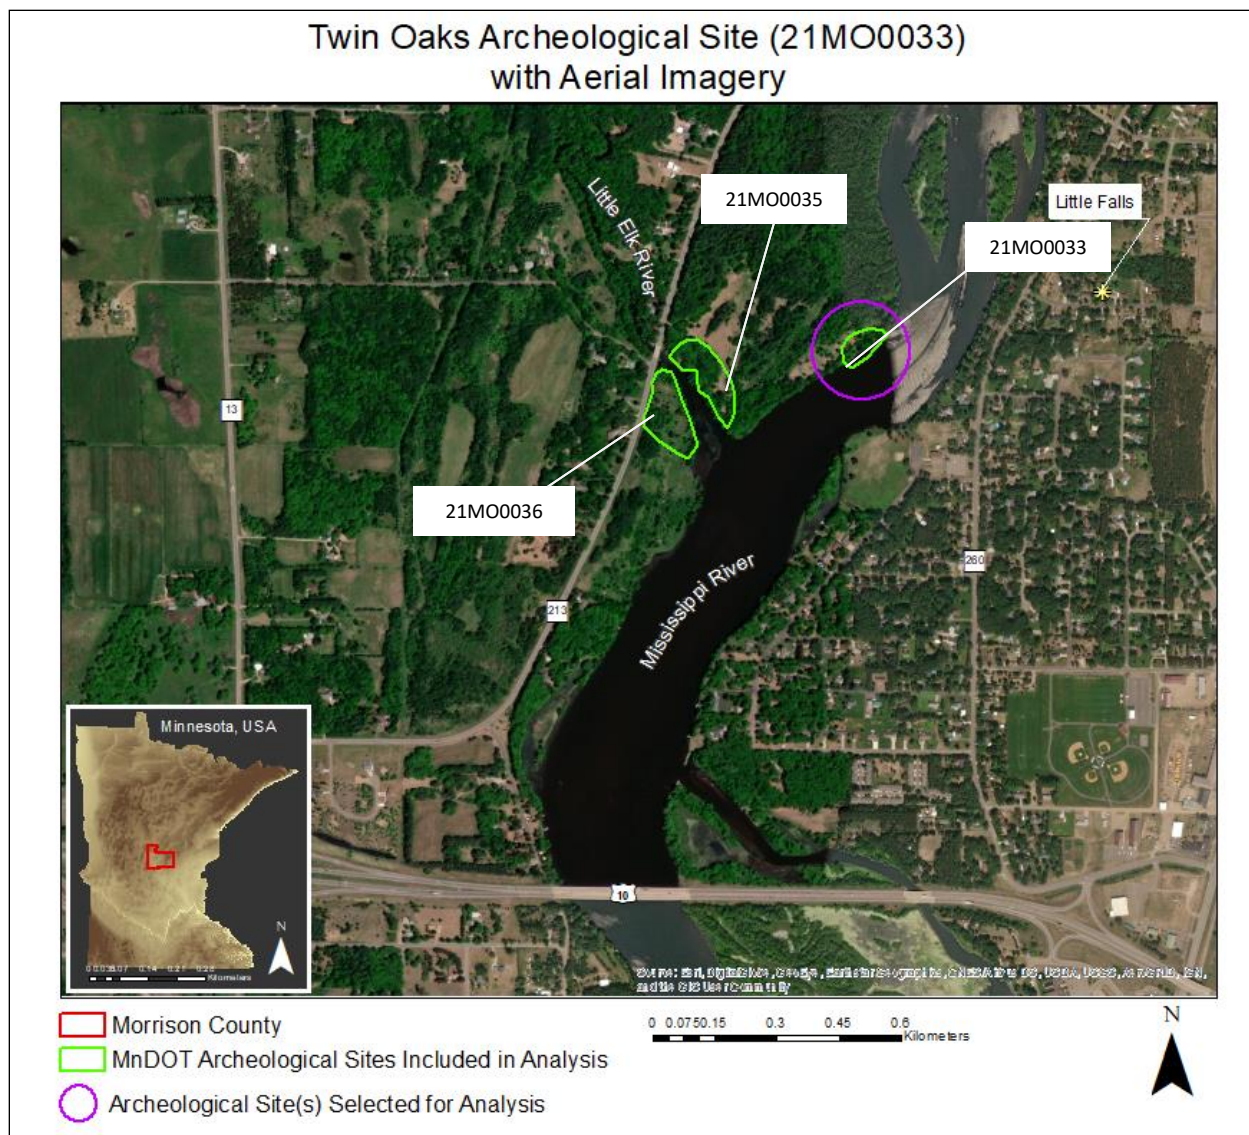 Twin Oaks Archeological Site (21MO0033)
with Aerial Imagery
Little Elk River
21MO0035
Little Falls
21MO0033
13
21MO0036
260
Mississippi River
213
10
Minnesota, USA
N
Kilometers
Morrison County
MnDOT Archeological Sites Included in Analysis
Archeological Site(s) Selected for Analysis
0 0.075 0.15 0.3 0.45 0.6
Kilometers
N